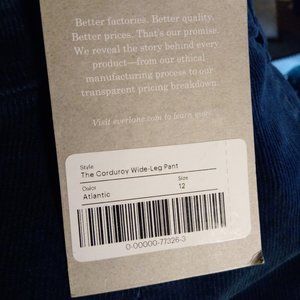 Better factories. Better quality.
Better prices. That's our promise.
We reveal the story behind every
product—from our ethical
manufacturing process to our
transparent pricing breakdown.
Visit everlane.com to learn more.
Style
The Corduroy Wide-Leg Pant
Color Size
Atlantic 12
0-00000-77326-3